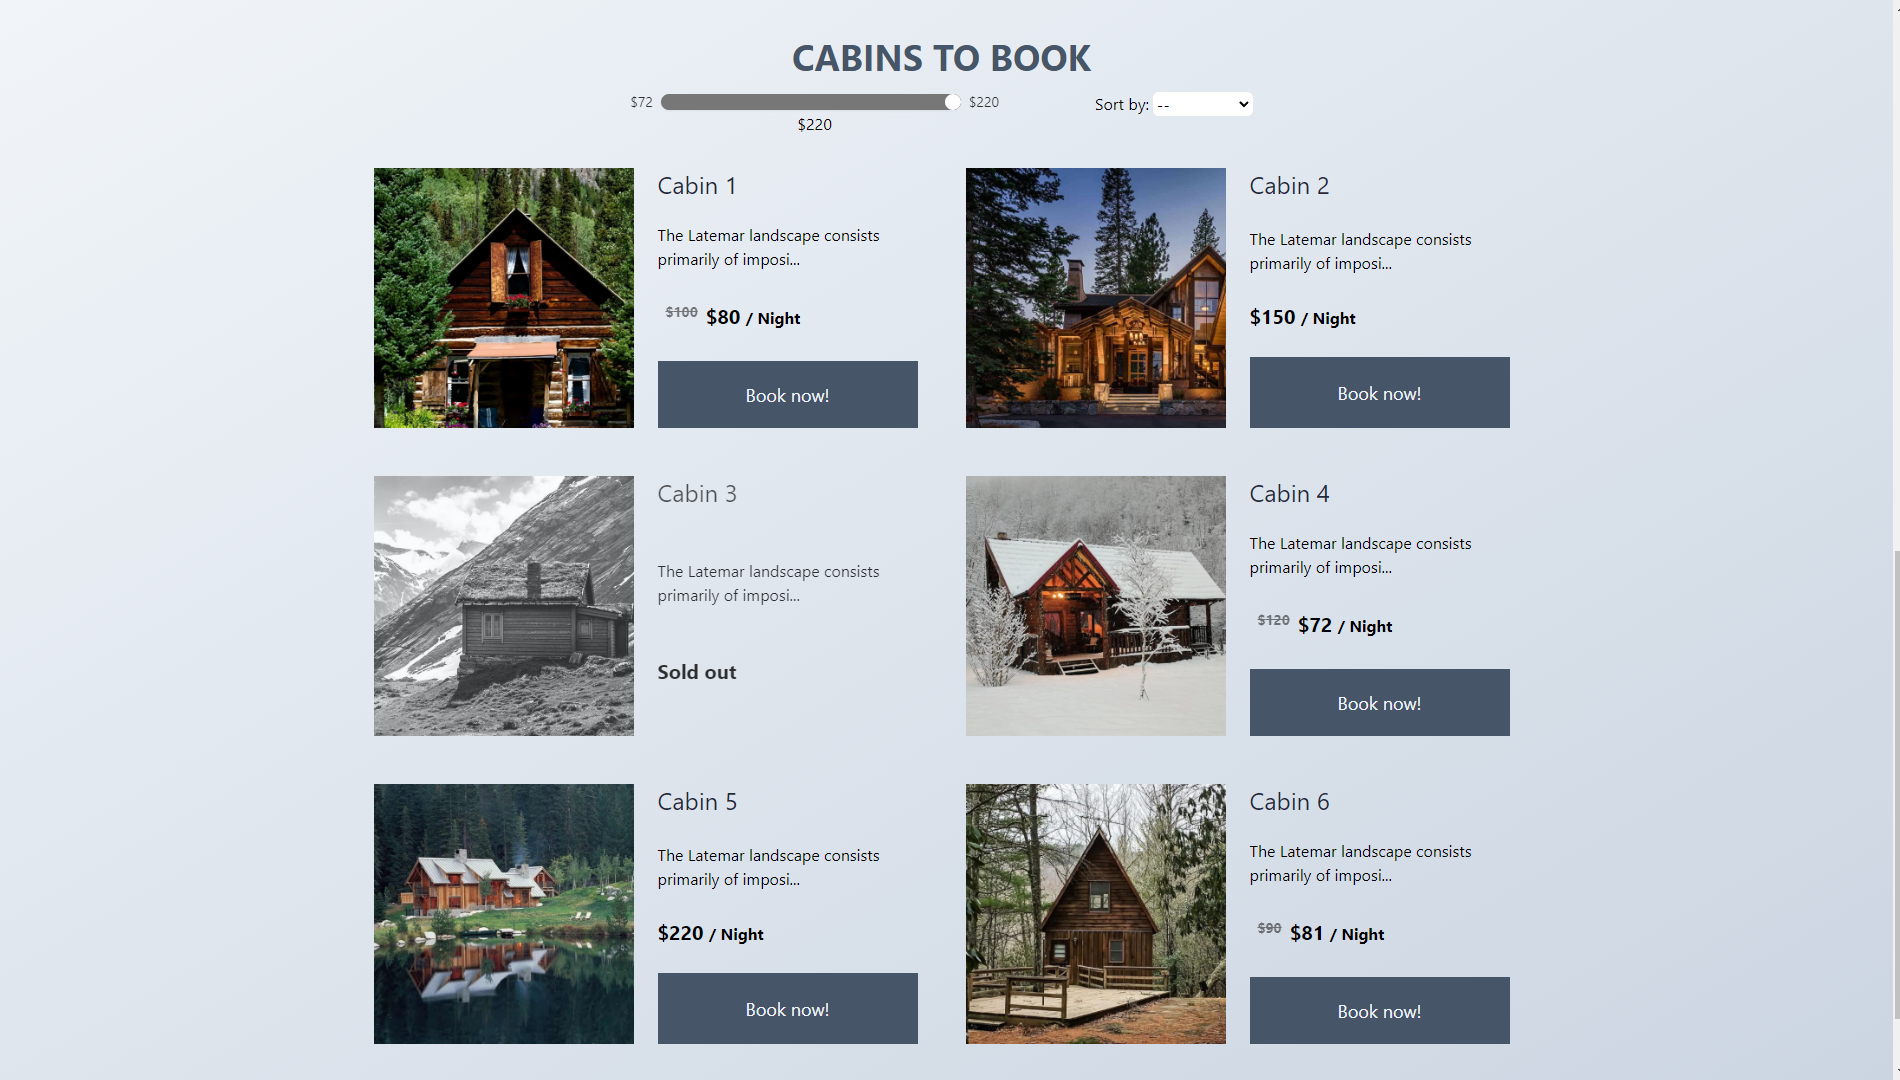 CABINS TO BOOK
$72 $220
$220
Sort by: --
Cabin 1
The Latemar landscape consists
primarily of imposi...
$100 $80 / Night
Book now!
Cabin 2
The Latemar landscape consists
primarily of imposi...
$150 / Night
Book now!
Cabin 3
The Latemar landscape consists
primarily of imposi...
Sold out
Cabin 4
The Latemar landscape consists
primarily of imposi...
$120 $72 / Night
Book now!
Cabin 5
The Latemar landscape consists
primarily of imposi...
$220 / Night
Book now!
Cabin 6
The Latemar landscape consists
primarily of imposi...
$90 $81 / Night
Book now!